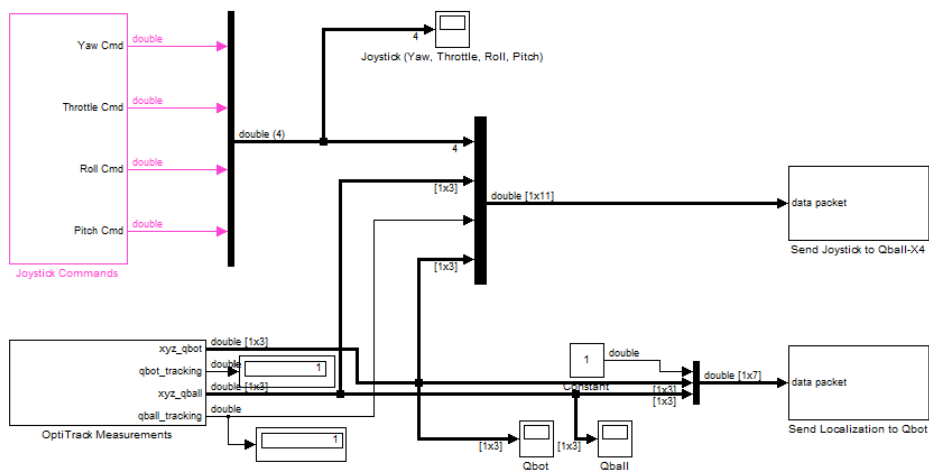 Yaw Cmd
double
Throttle Cmd
double
Roll Cmd
double
Pitch Cmd
double
Joystick Commands
double (4)
4
Joystick (Yaw, Throttle, Roll, Pitch)
4
[1x3]
[1x3]
double [1x11]
data packet
Send Joystick to Qball-X4
xyz_qbot
double [1x3]
qbot_tracking
double
1
xyz_qball
double [1x3]
qball_tracking
double
1
OptiTrack Measurements
1
double
Constant
[1x3]
[1x3]
double [1x7]
data packet
Send Localization to Qbot
[1x3]
Qbot
[1x3]
Qball